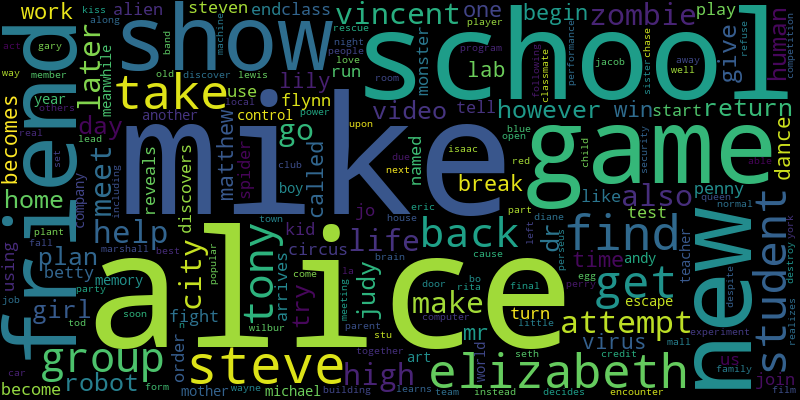 work
alien
steven
endclass
vincent
one
begin
zombie
play
kiss
along
act
gary
friend
later
show
school
band
machine
rescue
player
night
people
love
program
performance
classmate
sister
chase
give
human
competition
way
member
others
real
becomes
year
meanwhile
old
discover
lewis
take
use
lily
run
monster
lab
room
following
jacob
away
well
refuse
lead
another
local
flynn
control
power
video
tell
however
win
start
return
day
mike
game
home
meet
set
including
reveals
spider
discovers
matthew
boy
called
club
upon
go
due
next
isaac
named
break
blue
open
red
child
security
like
also
penny
queen
able
dance
normal
york
company
help
plan
using
plant
fall
marshall
best
betty
memory
job
party
girl
tod
soon
city
popular
tony
town
jo
kid
circus
arrives
try
house
eric
life
back
part
diane
left
perseus
dr
find
test
time
andy
teacher
new
student
despite
destroy
realizes
come
la
brain
cause
judy
get
door
bo
rita
final
egg
perry
escape
alice
make
turn
little
attempt
virus
mall
experiment
fight
wilbur
meeting
computer
mr
car
group
order
steve
parent
stu
together
high
art
world
elizabeth
seth
credit
us
family
join
film
become
robot
form
mother
wayne
michael
building
learns
team
instead
decides
encounter